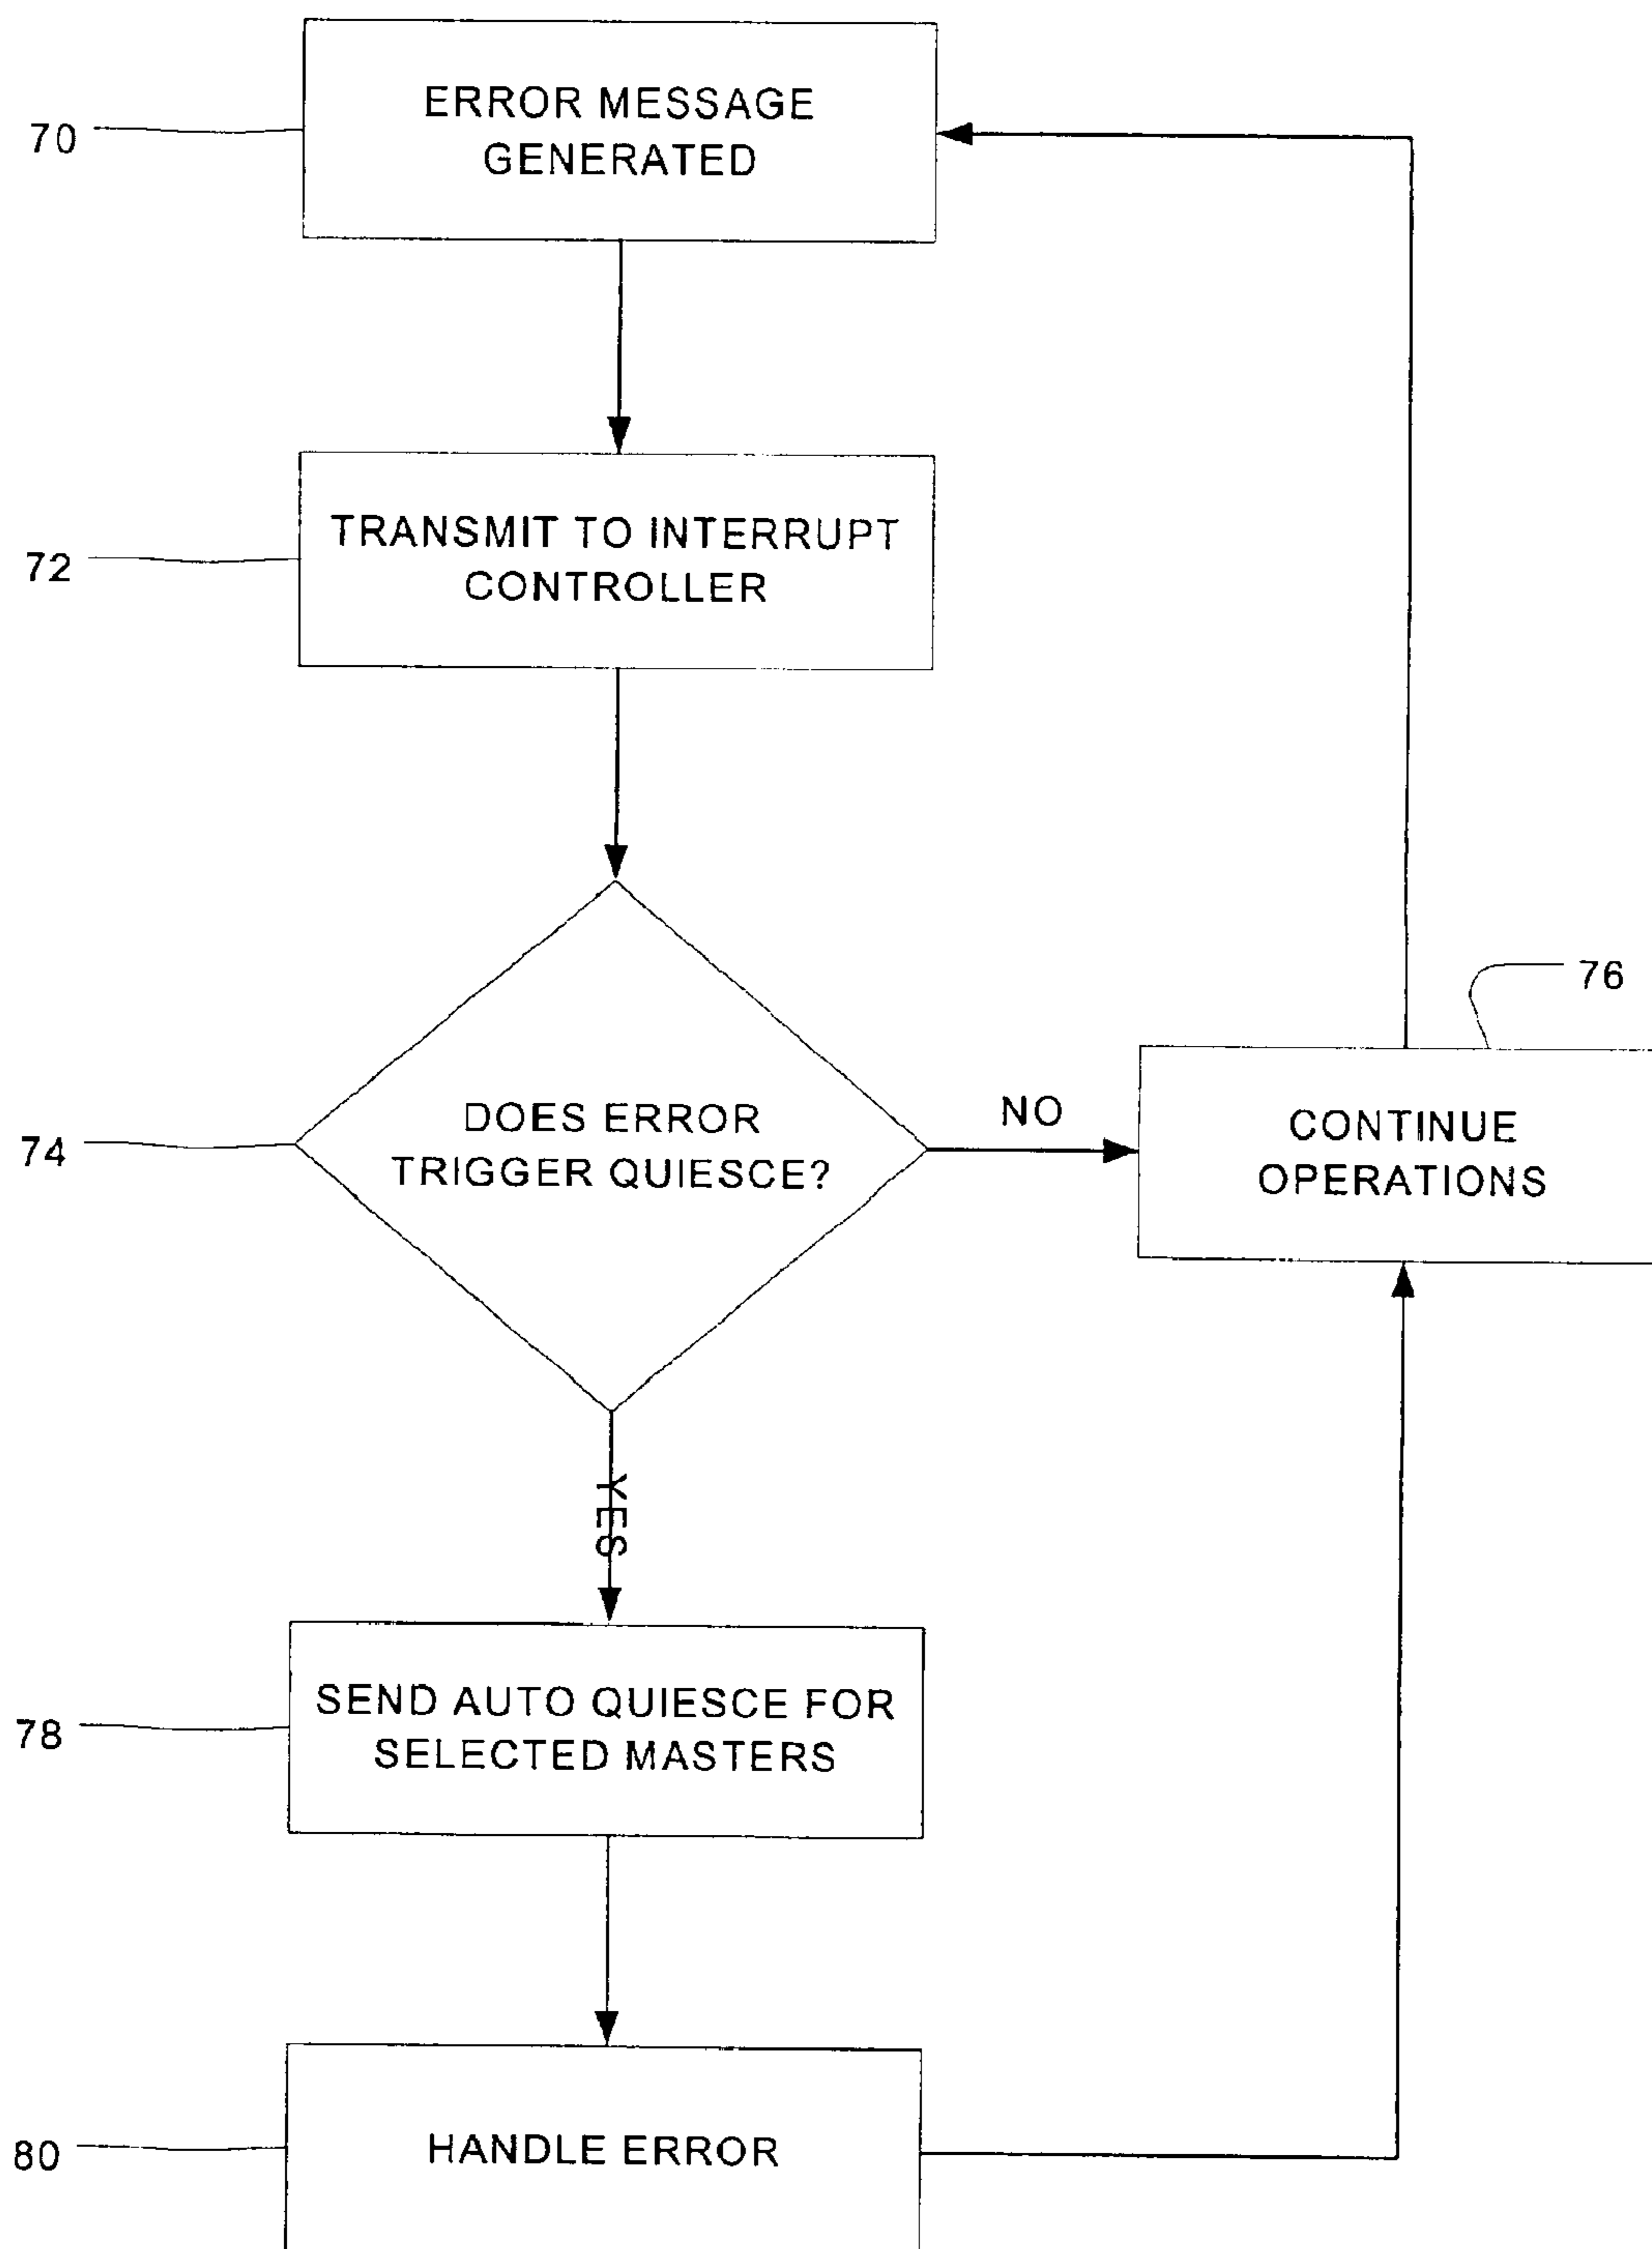 70
ERROR MESSAGE
GENERATED
72
TRANSMIT TO INTERRUPT
CONTROLLER
74
DOES ERROR
TRIGGER QUIESCE?
NO
76
CONTINUE
OPERATIONS
YES
78
SEND AUTO QUIESCE FOR
SELECTED MASTERS
80
HANDLE ERROR